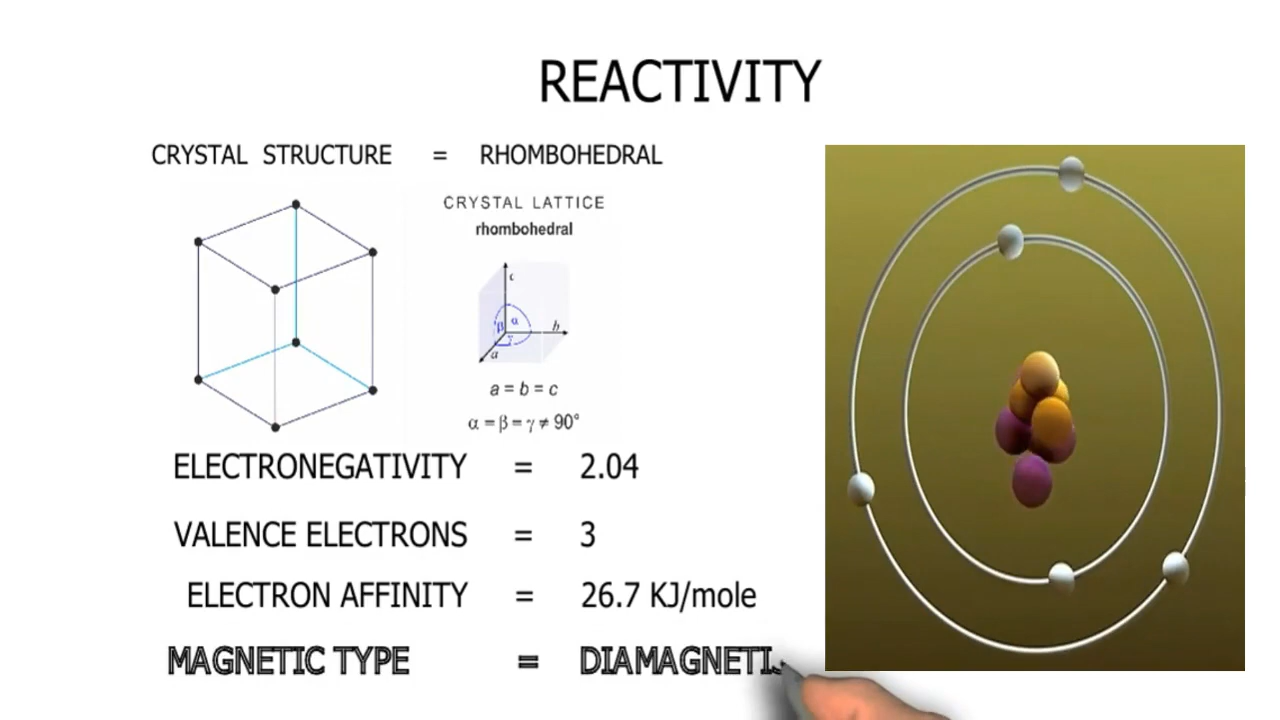 REACTIVITY
CRYSTAL STRUCTURE = RHOMBOHEDRAL
CRYSTAL LATTICE
rhombohedral
c
β α
b
γ
a
a = b = c
α = β = γ ≠ 90°
ELECTRONEGATIVITY = 2.04
VALENCE ELECTRONS = 3
ELECTRON AFFINITY = 26.7 KJ/mole
MAGNETIC TYPE = DIAMAGNETI